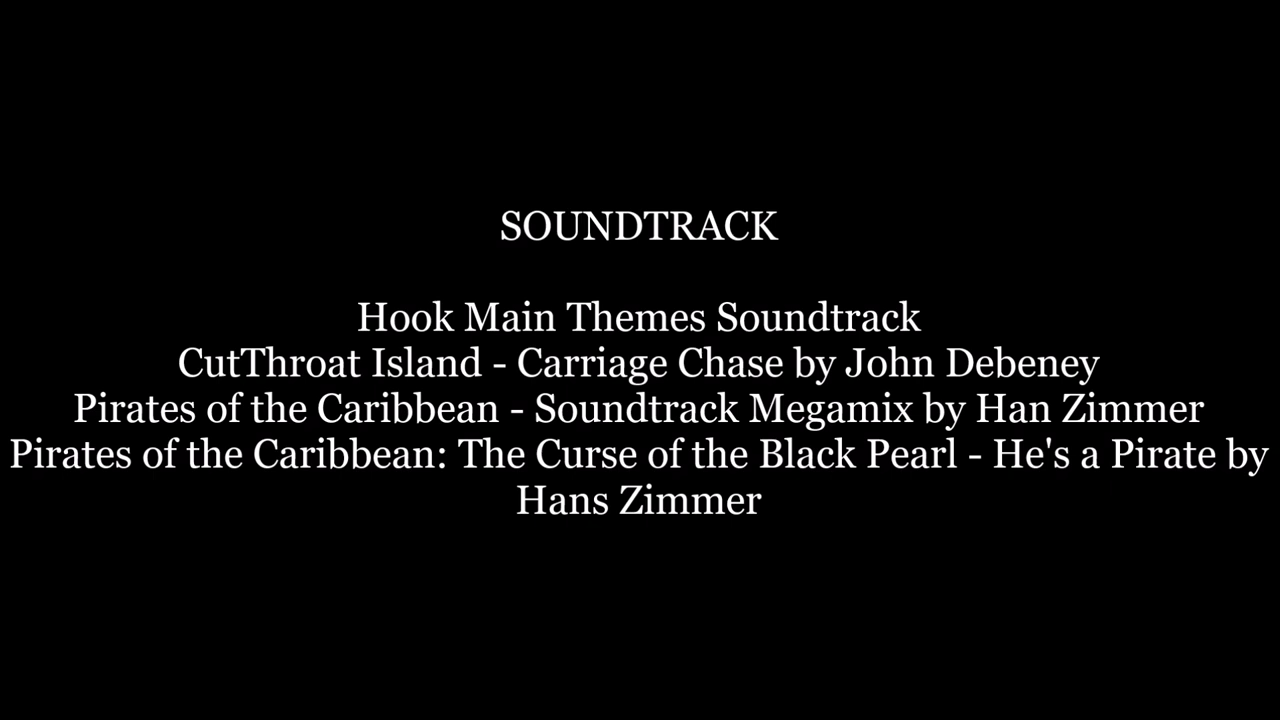 SOUNDTRACK
Hook Main Themes Soundtrack
CutThroat Island - Carriage Chase by John Debeney
Pirates of the Caribbean - Soundtrack Megamix by Han Zimmer
Pirates of the Caribbean: The Curse of the Black Pearl - He's a Pirate by
Hans Zimmer